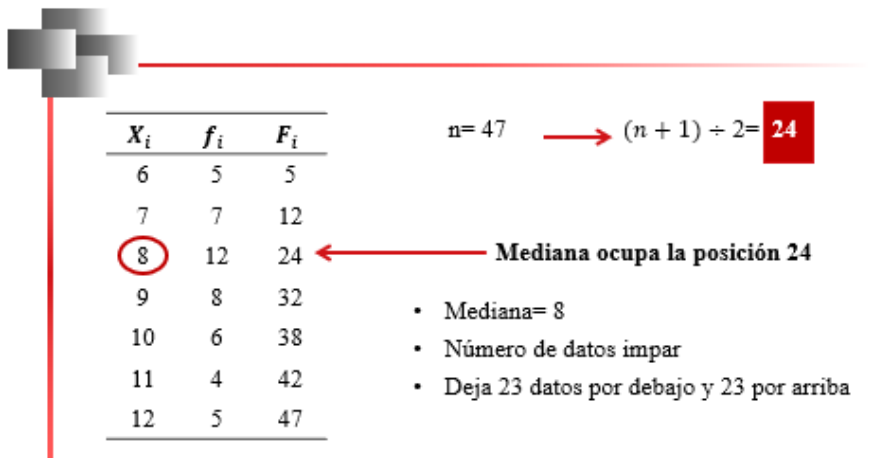 X_i f_i F_i
6 5 5
7 7 12
8 12 24
9 8 32
10 6 38
11 4 42
12 5 47
n= 47 → (n + 1) ÷ 2= 24
Mediana ocupa la posición 24
• Mediana= 8
• Número de datos impar
• Deja 23 datos por debajo y 23 por arriba